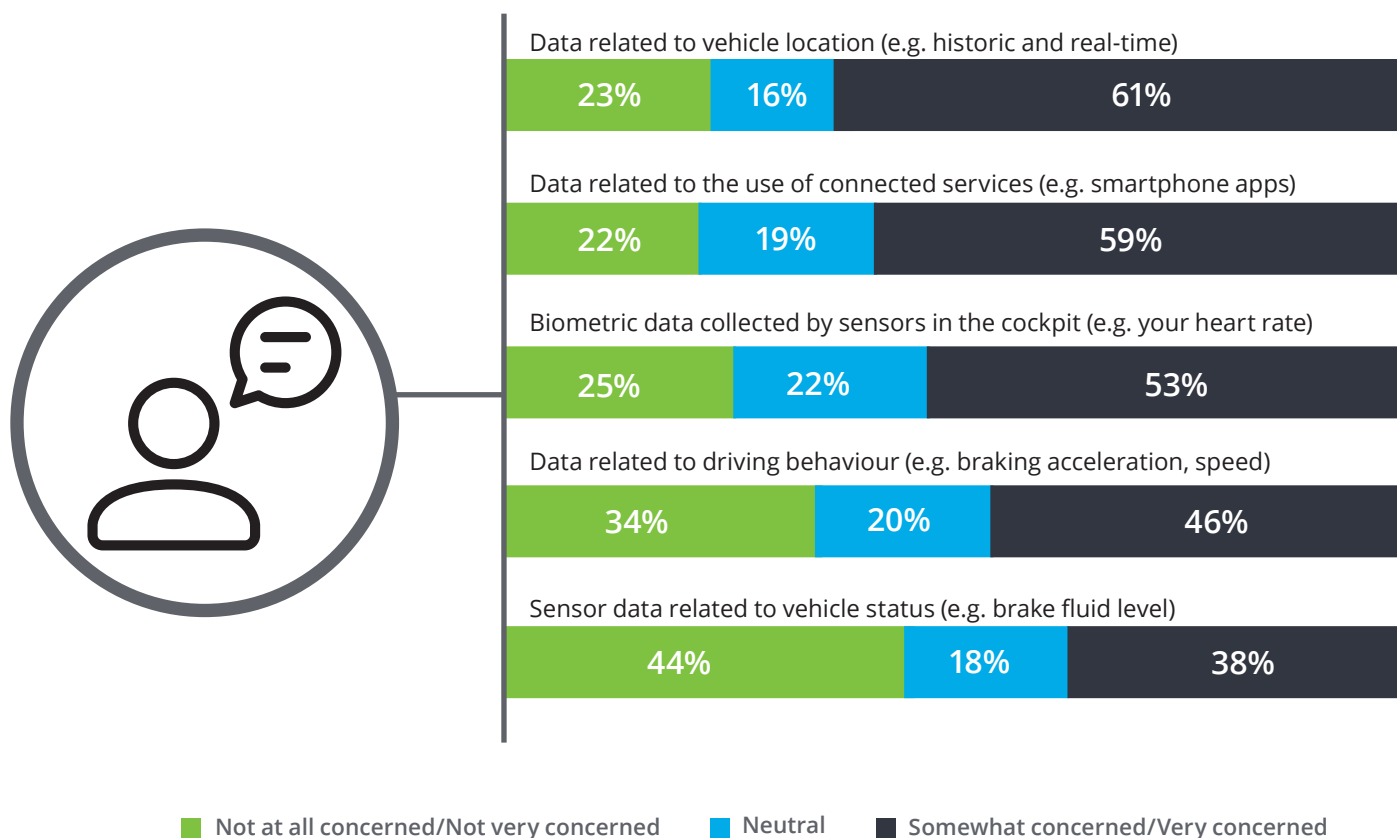 Data related to vehicle location (e.g. historic and real-time)
23% 16% 61%
Data related to the use of connected services (e.g. smartphone apps)
22% 19% 59%
Biometric data collected by sensors in the cockpit (e.g. your heart rate)
25% 22% 53%
Data related to driving behaviour (e.g. braking acceleration, speed)
34% 20% 46%
Sensor data related to vehicle status (e.g. brake fluid level)
44% 18% 38%
Not at all concerned/Not very concerned Neutral Somewhat concerned/Very concerned